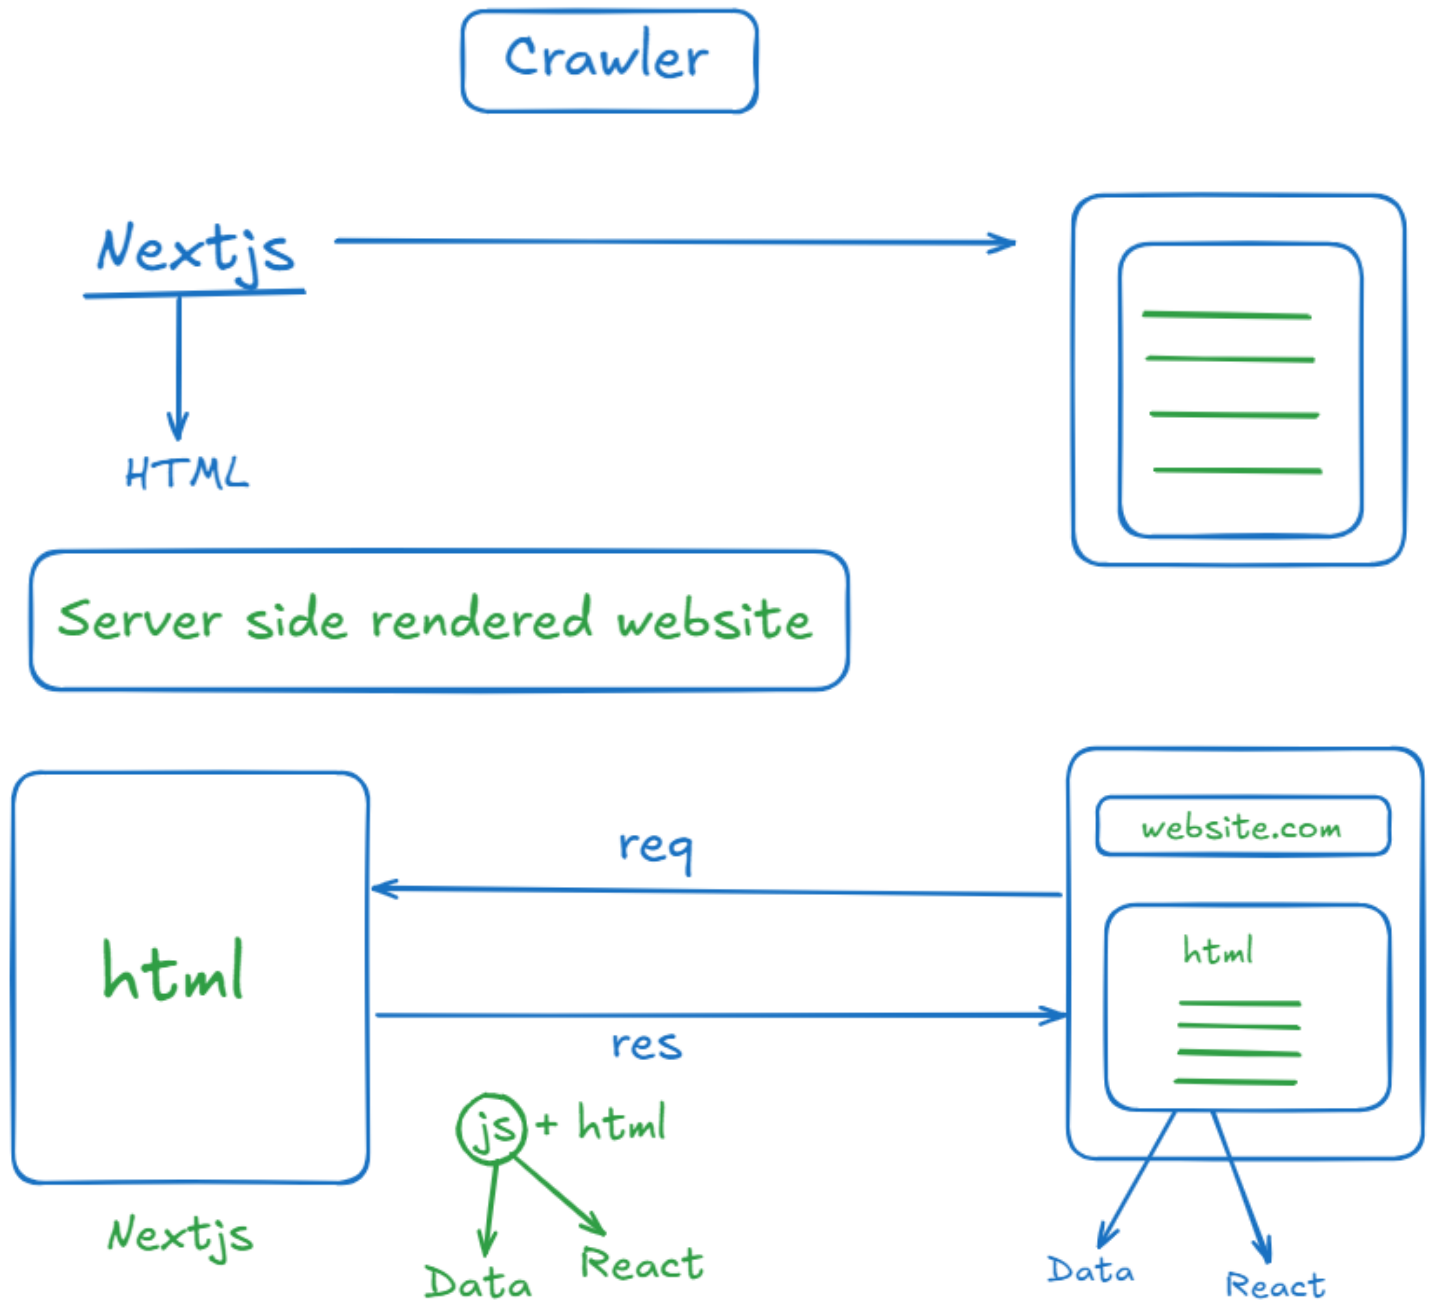 Crawler
Nextjs
HTML
Server side rendered website
website.com
req
html
html
res
js + html
Nextjs
Data
React
Data
React